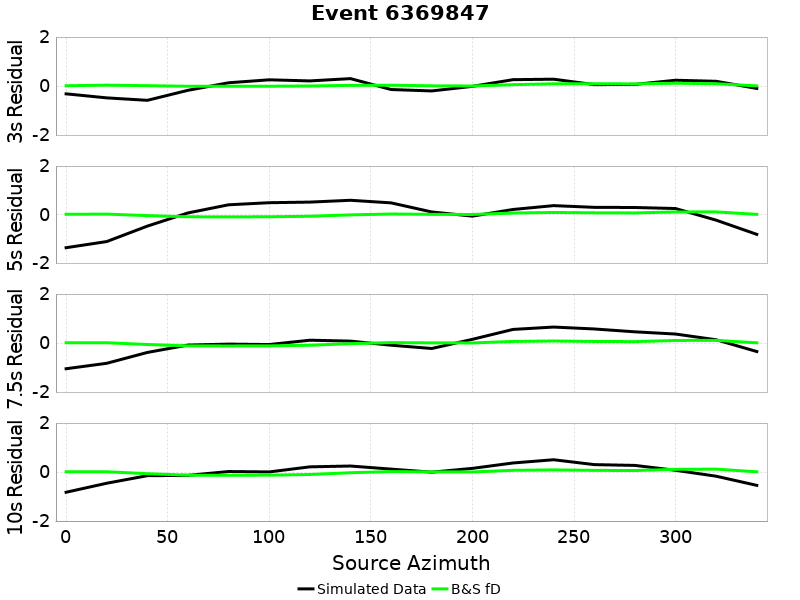 Event 6369847
3s Residual
2
0
-2
5s Residual
2
0
-2
7.5s Residual
2
0
-2
10s Residual
2
0
-2
0 50 100 150 200 250 300
Source Azimuth
Simulated Data B&S fD